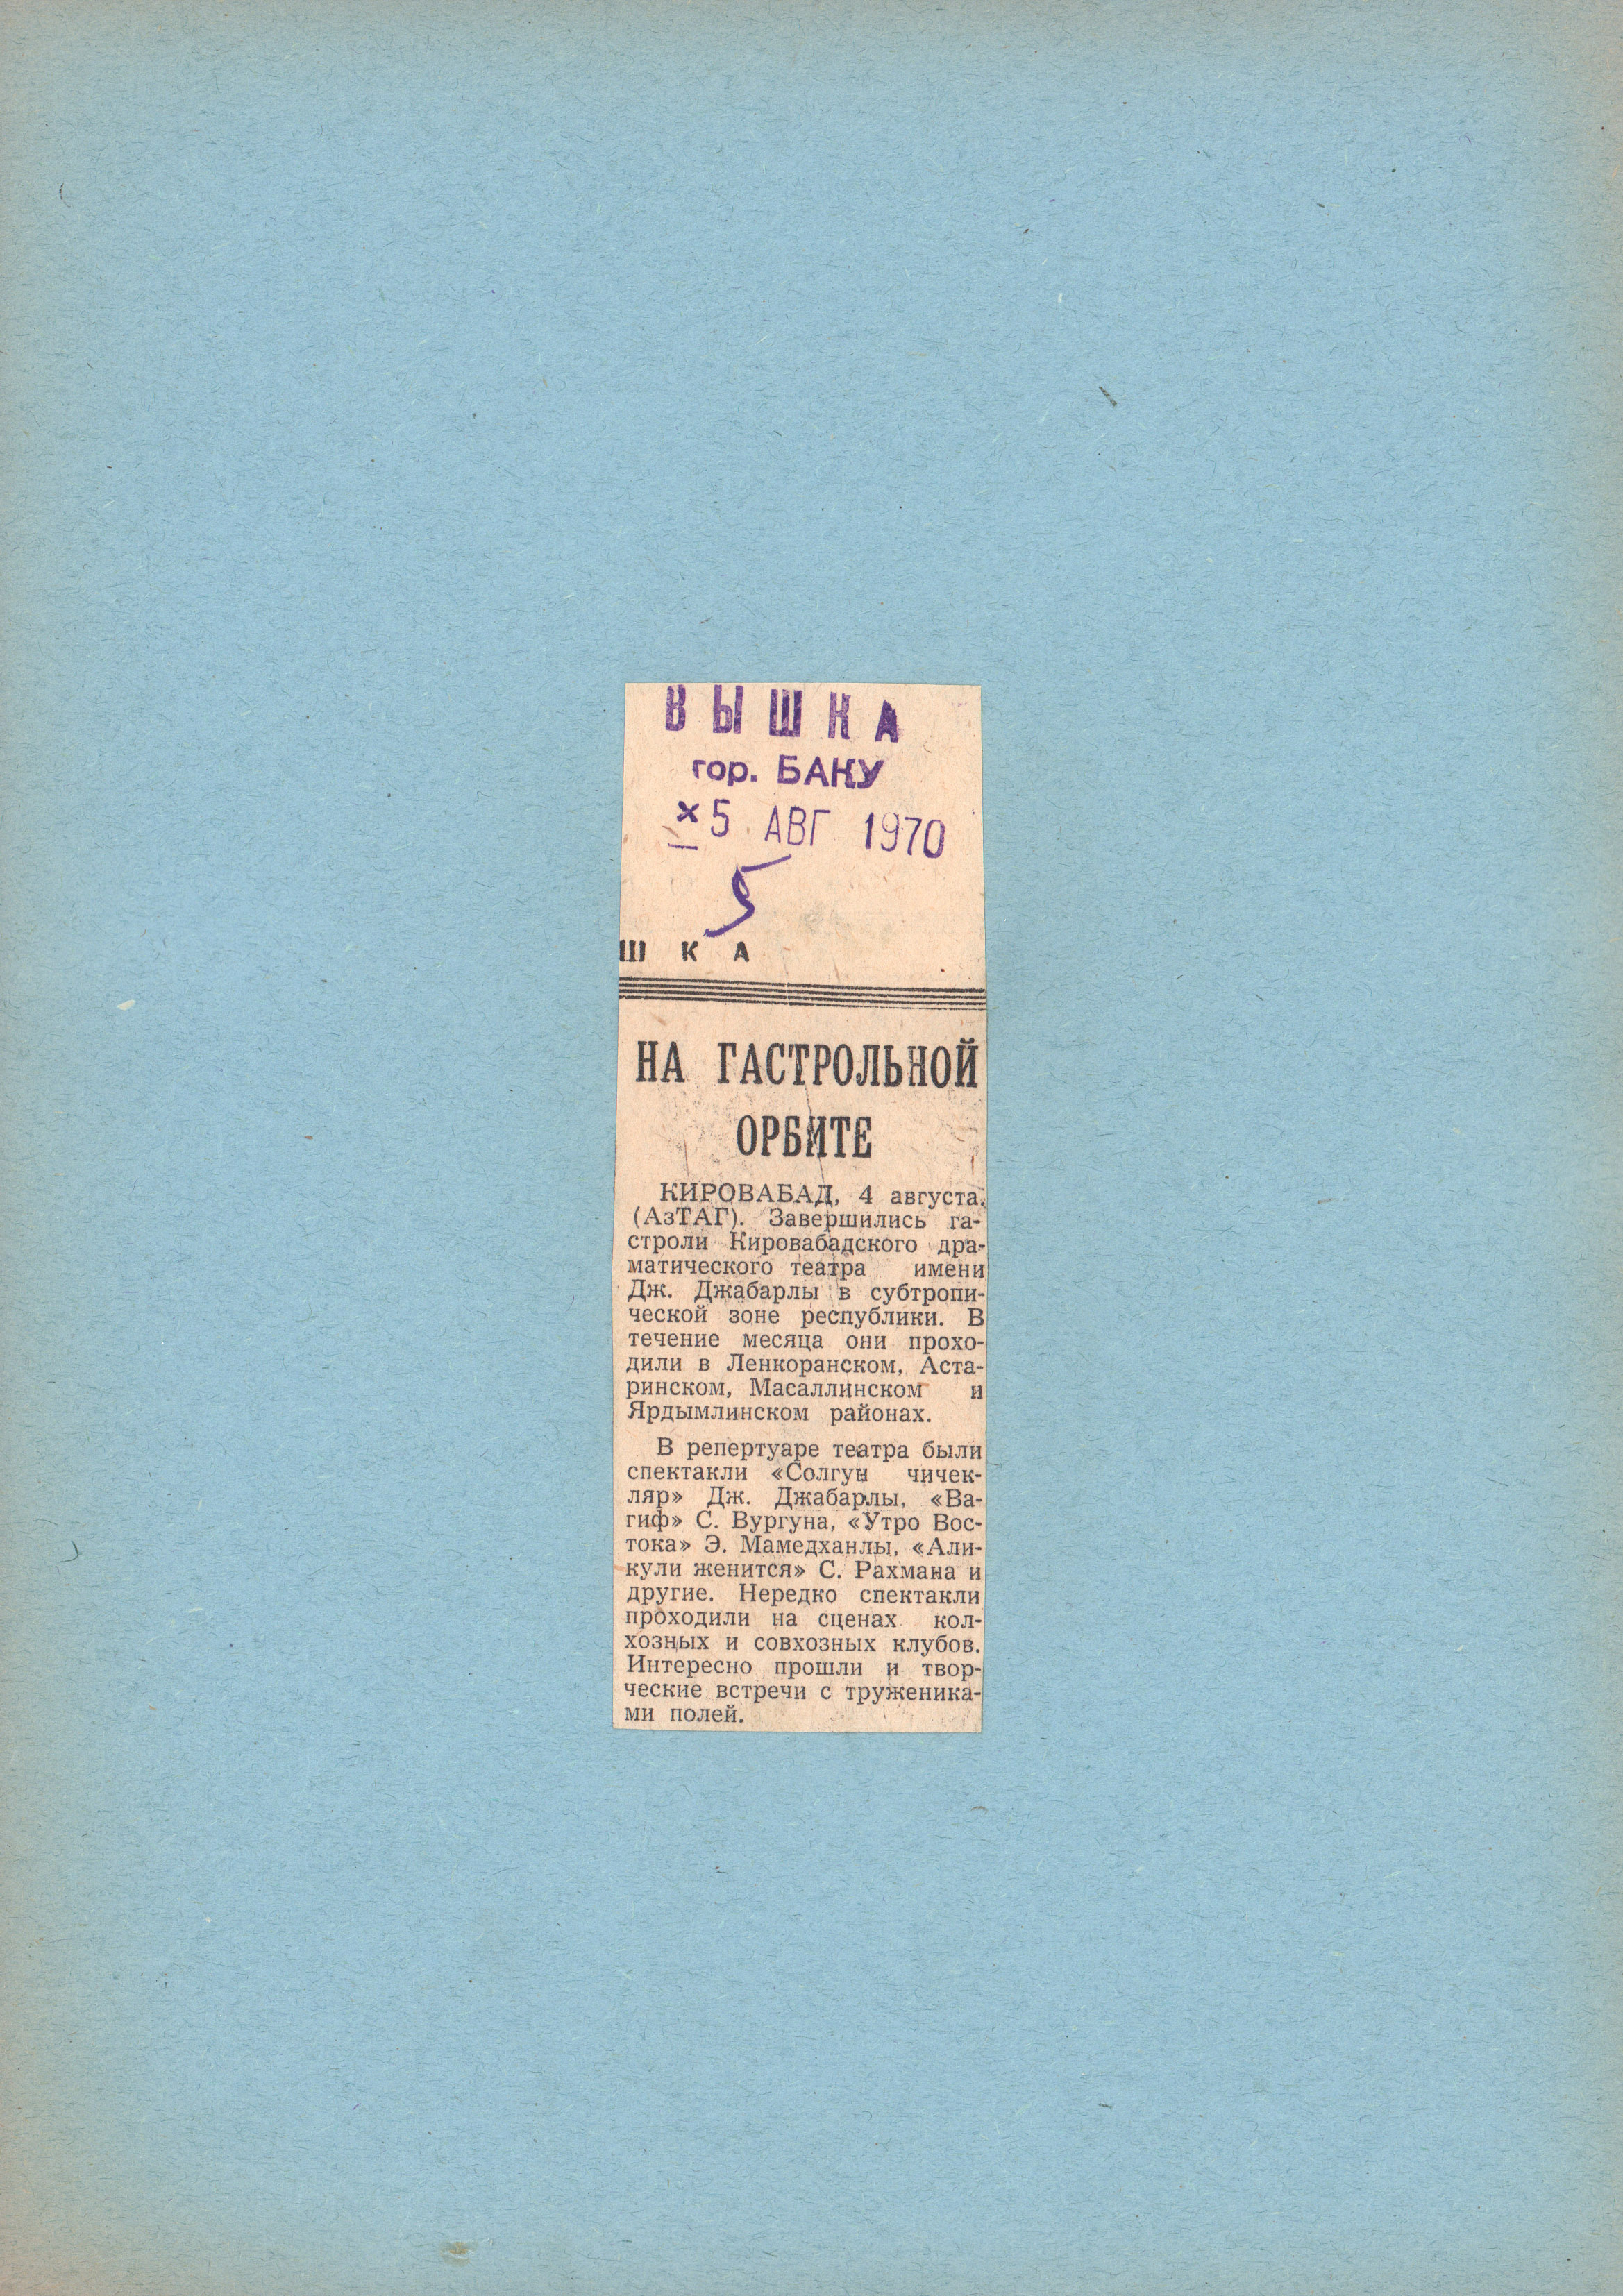 ВЫШКА
гор. БАКУ
×5 АВГ 1970
5
Ш К А
НА ГАСТРОЛЬНОЙ
ОРБИТЕ
КИРОВАБАД, 4 августа.
(АзТАГ). Завершились га-
строли Кировабадского дра-
матического театра имени
Дж. Джабарлы в субтропи-
ческой зоне республики. В
течение месяца они прохо-
дили в Ленкоранском, Аста-
ринском, Масаллинском и
Ярдымлинском районах.
В репертуаре театра были
спектакли «Солгун чичек-
ляр» Дж. Джабарлы, «Ва-
гиф» С. Вургуна, «Утро Вос-
тока» Э. Мамедханлы, «Али-
кули женится» С. Рахмана и
другие. Нередко спектакли
проходили на сценах кол-
хозных и совхозных клубов.
Интересно прошли и твор-
ческие встречи с труженика-
ми полей.